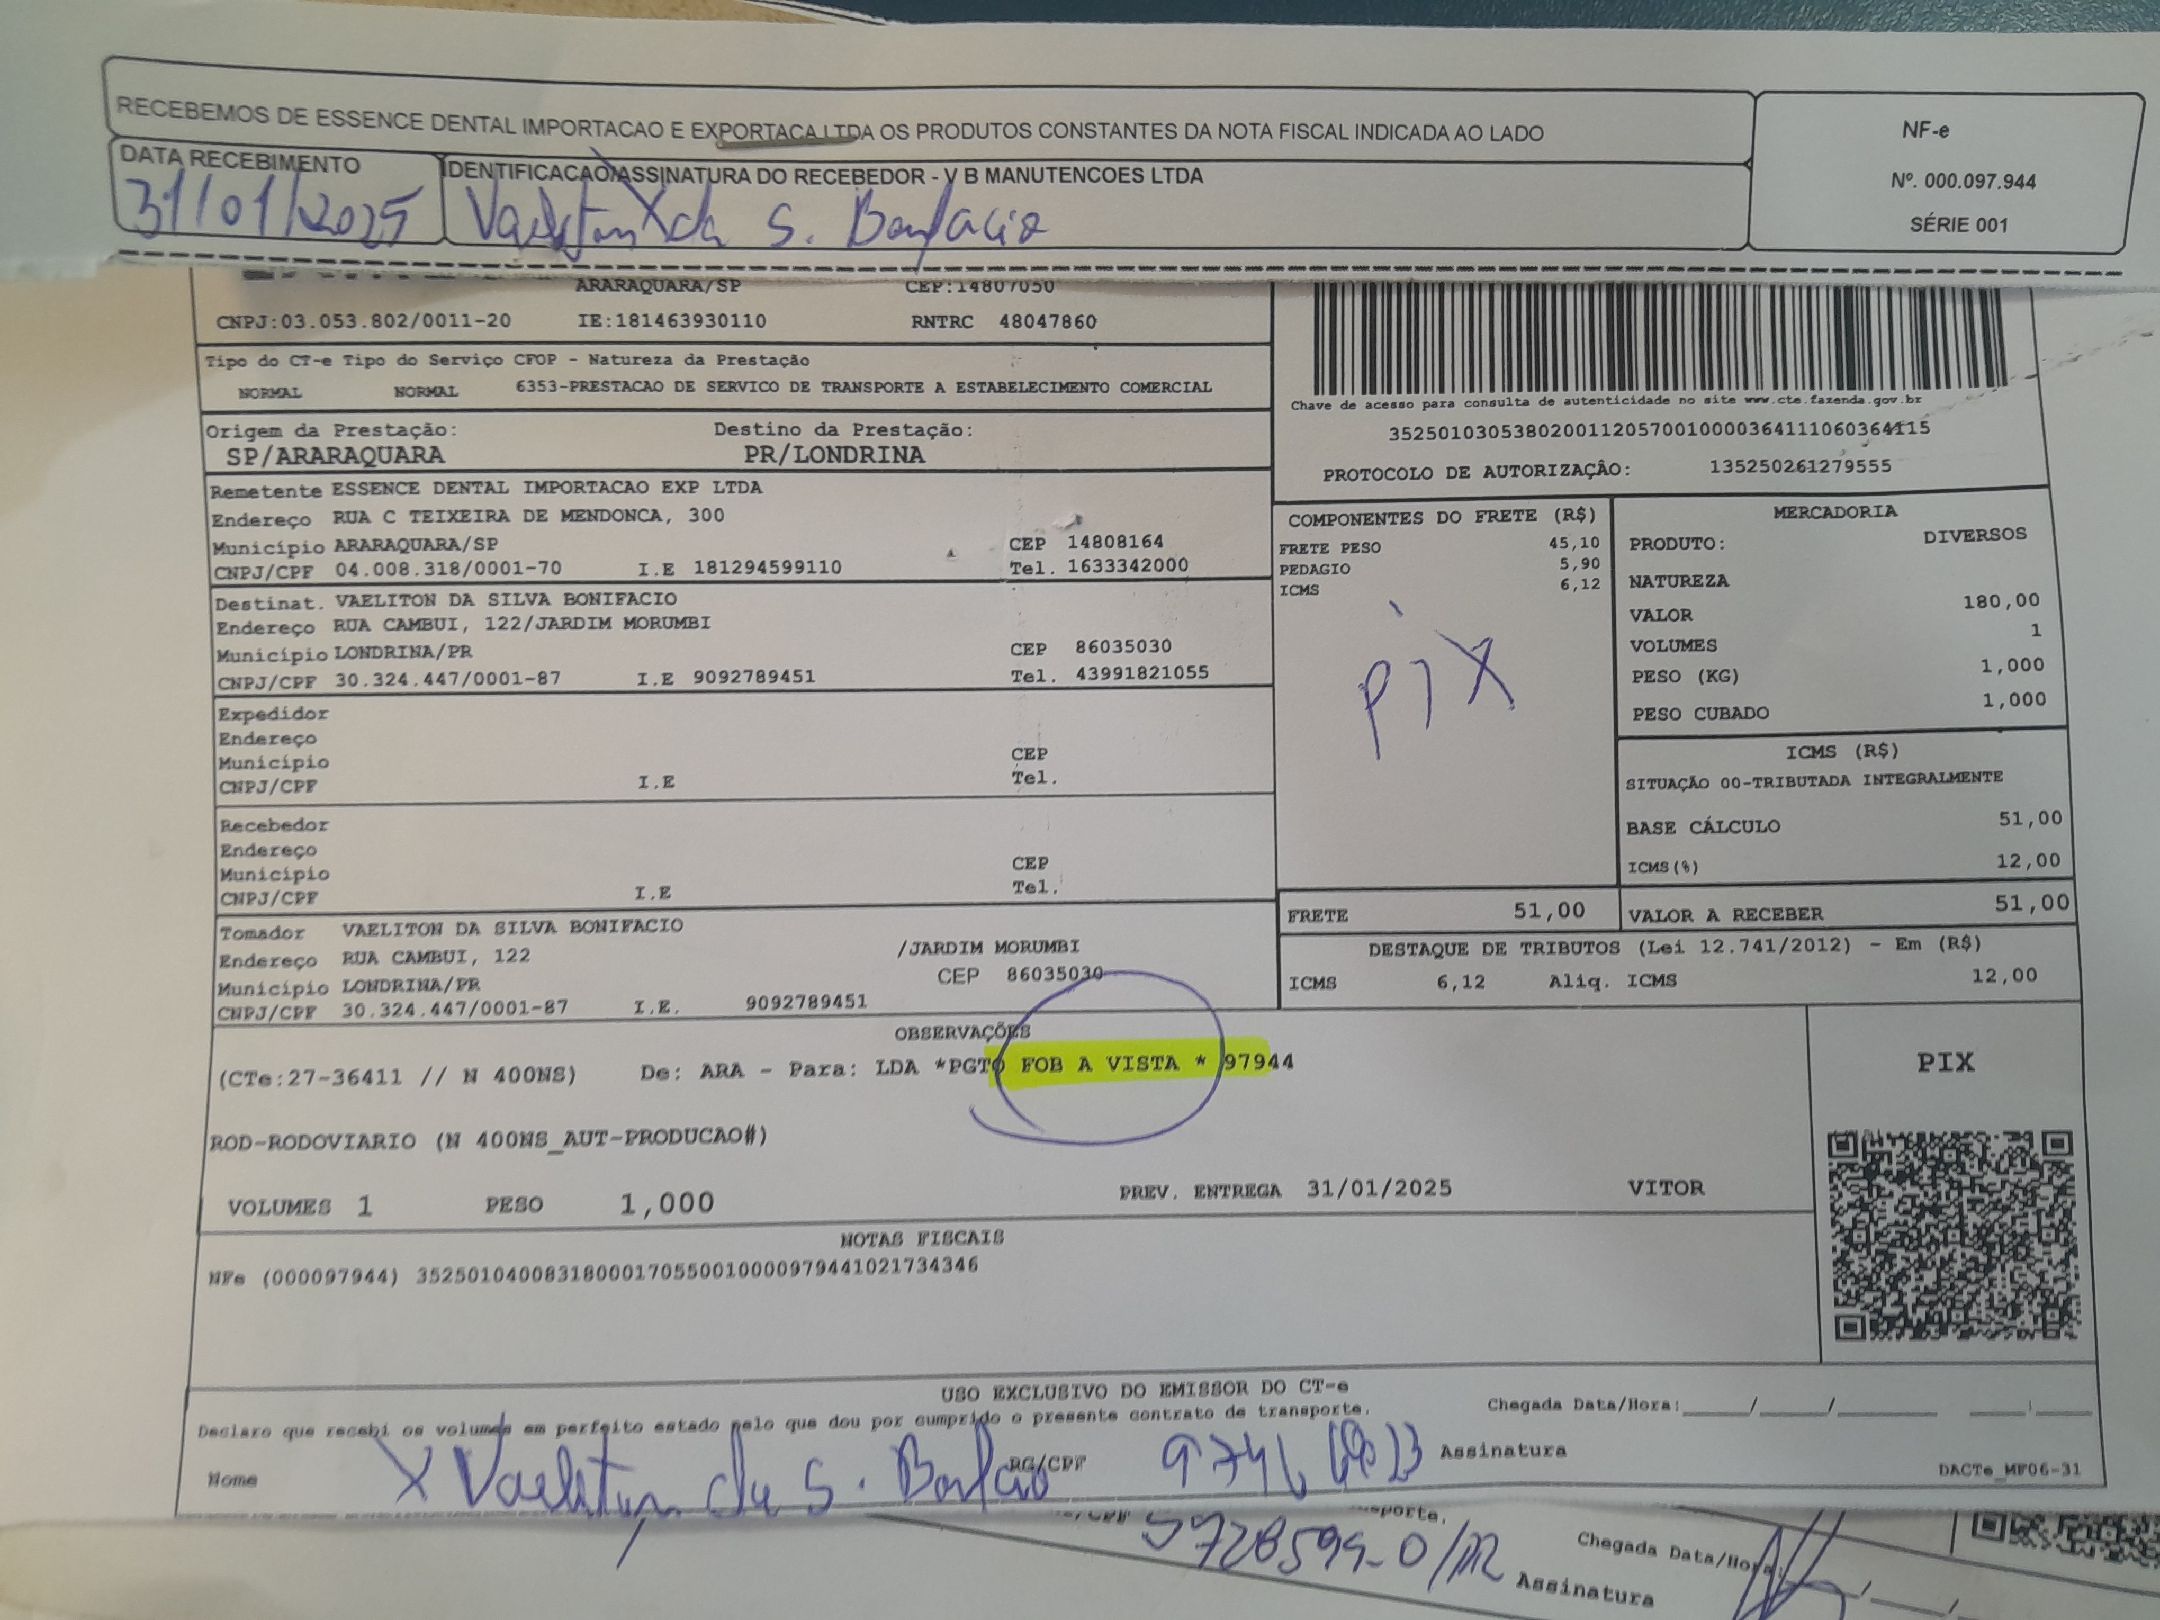 RECEBEMOS DE ESSENCE DENTAL IMPORTACAO E EXPORTACA LTDA OS PRODUTOS CONSTANTES DA NOTA FISCAL INDICADA AO LADO
NF-e
Nº. 000.097.944
SÉRIE 001
DATA RECEBIMENTO
31/01/2025
IDENTIFICACAO/ASSINATURA DO RECEBEDOR - V B MANUTENCOES LTDA
Vaeliton da S. Bonifacio
ARARAQUARA/SP CEP:14807050
CNPJ:03.053.802/0011-20 IE:181463930110 RNTRC 48047860
Tipo do CT-e Tipo do Serviço CFOP - Natureza da Prestação
NORMAL NORMAL 6353-PRESTACAO DE SERVICO DE TRANSPORTE A ESTABELECIMENTO COMERCIAL
Chave de acesso para consulta de autenticidade no site www.cte.fazenda.gov.br
35250103053802001120570010000364111060364115
PROTOCOLO DE AUTORIZAÇÃO: 135250261279555
Origem da Prestação: Destino da Prestação:
SP/ARARAQUARA PR/LONDRINA
Remetente ESSENCE DENTAL IMPORTACAO EXP LTDA
Endereço RUA C TEIXEIRA DE MENDONCA, 300
Município ARARAQUARA/SP CEP 14808164
CNPJ/CPF 04.008.318/0001-70 I.E 181294599110 Tel. 1633342000
Destinat. VAELITON DA SILVA BONIFACIO
Endereço RUA CAMBUI, 122/JARDIM MORUMBI
Município LONDRINA/PR CEP 86035030
CNPJ/CPF 30.324.447/0001-87 I.E 9092789451 Tel. 43991821055
Expedidor
Endereço
Município CEP
CNPJ/CPF I.E Tel.
Recebedor
Endereço
Município CEP
CNPJ/CPF I.E Tel.
Tomador VAELITON DA SILVA BONIFACIO
Endereço RUA CAMBUI, 122 /JARDIM MORUMBI
Município LONDRINA/PR CEP 86035030
CNPJ/CPF 30.324.447/0001-87 I.E. 9092789451
COMPONENTES DO FRETE (R$)
FRETE PESO 45,10
PEDAGIO 5,90
ICMS 6,12
PIX
MERCADORIA
PRODUTO: DIVERSOS
NATUREZA
VALOR 180,00
VOLUMES 1
PESO (KG) 1,000
PESO CUBADO 1,000
ICMS (R$)
SITUAÇÃO 00-TRIBUTADA INTEGRALMENTE
BASE CÁLCULO 51,00
ICMS(%) 12,00
FRETE 51,00 VALOR A RECEBER 51,00
DESTAQUE DE TRIBUTOS (Lei 12.741/2012) - Em (R$)
ICMS 6,12 Aliq. ICMS 12,00
OBSERVAÇÕES
(CTe:27-36411 // N 400NS) De: ARA - Para: LDA *PGTO FOB A VISTA * 97944
ROD-RODOVIARIO (N 400NS_AUT-PRODUCAO#)
VOLUMES 1 PESO 1,000 PREV. ENTREGA 31/01/2025 VITOR
PIX
NOTAS FISCAIS
NFe (000097944) 35250104008318000170550010000979441021734346
USO EXCLUSIVO DO EMISSOR DO CT-e
Declaro que recebi os volumes em perfeito estado pelo que dou por cumprido o presente contrato de transporte.
Chegada Data/Hora: / /
Nome X Vaeliton da S. Bonifacio RG/CPF Assinatura
DACTe_MF06-31
sporte.
Chegada Data/Hora:
Assinatura